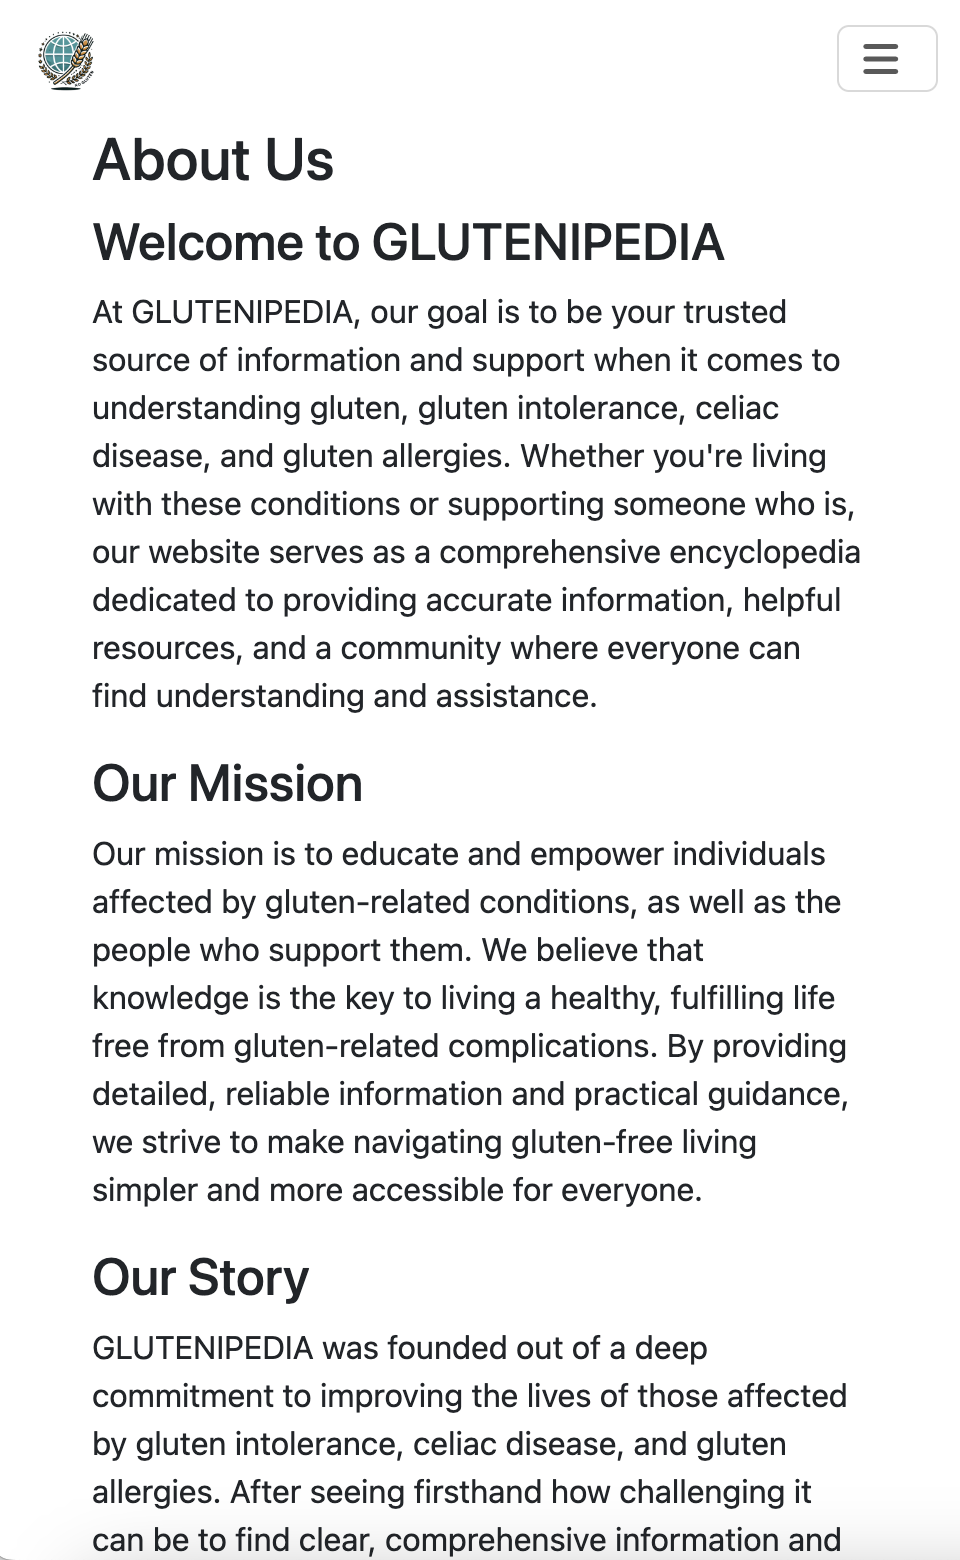 About Us
Welcome to GLUTENIPEDIA
At GLUTENIPEDIA, our goal is to be your trusted
source of information and support when it comes to
understanding gluten, gluten intolerance, celiac
disease, and gluten allergies. Whether you're living
with these conditions or supporting someone who is,
our website serves as a comprehensive encyclopedia
dedicated to providing accurate information, helpful
resources, and a community where everyone can
find understanding and assistance.
Our Mission
Our mission is to educate and empower individuals
affected by gluten-related conditions, as well as the
people who support them. We believe that
knowledge is the key to living a healthy, fulfilling life
free from gluten-related complications. By providing
detailed, reliable information and practical guidance,
we strive to make navigating gluten-free living
simpler and more accessible for everyone.
Our Story
GLUTENIPEDIA was founded out of a deep
commitment to improving the lives of those affected
by gluten intolerance, celiac disease, and gluten
allergies. After seeing firsthand how challenging it
can be to find clear, comprehensive information and